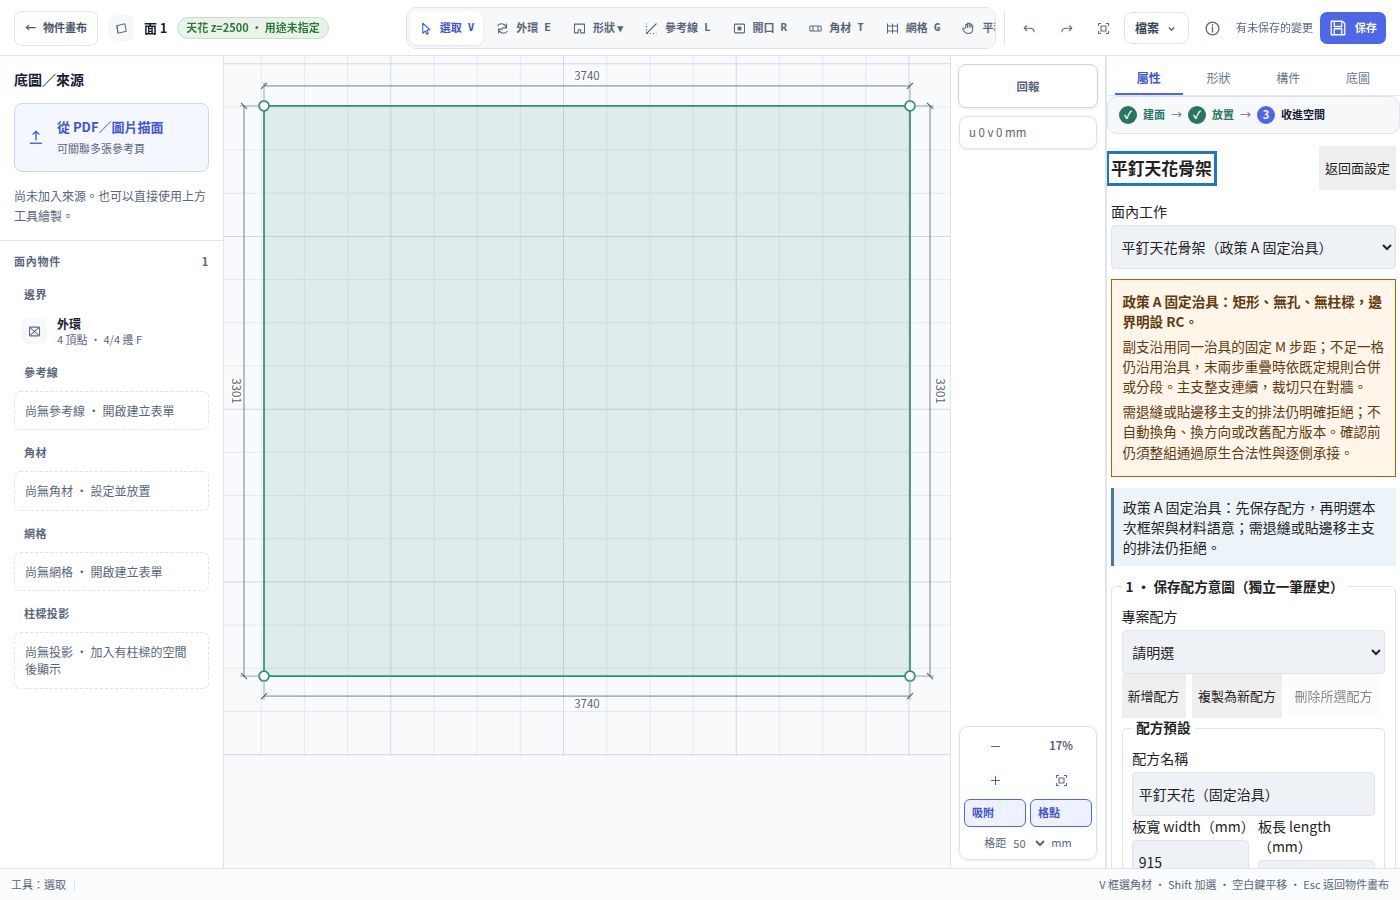 ← 物件畫布
面 1
天花 z=2500 · 用途未指定
選取 V
外環 E
形狀▾
參考線 L
開口 R
角材 T
網格 G
檔案
有未保存的變更
保存
底圖／來源
從 PDF／圖片描面
可關聯多張參考頁
尚未加入來源。也可以直接使用上方
工具繪製。
面內物件 1
邊界
外環
4 頂點 · 4/4 邊 F
參考線
尚無參考線 · 開啟建立表單
角材
尚無角材 · 設定並放置
網格
尚無網格 · 開啟建立表單
柱樑投影
尚無投影 · 加入有柱樑的空間
後顯示
3740
3301
3301
3740
回報
u 0 v 0 mm
17%
吸附
格點
格距 50 mm
屬性
形狀
構件
底圖
✓ 建面 → ✓ 放置 → 3 收進空間
平釘天花骨架
返回面設定
面內工作
平釘天花骨架（政策 A 固定治具）
政策 A 固定治具：矩形、無孔、無柱樑，邊
界明設 RC。
副支沿用同一治具的固定 M 步距；不足一格
仍沿用治具，末兩步重疊時依既定規則合併
或分段。主支整支連續，裁切只在對牆。
需退縫或貼邊移主支的排法仍明確拒絕；不
自動換角、換方向或改舊配方版本。確認前
仍須整組通過原生合法性與逐側承接。
政策 A 固定治具：先保存配方，再明選本
次框架與材料語意；需退縫或貼邊移主支
的排法仍拒絕。
1 · 保存配方意圖（獨立一筆歷史）
專案配方
請明選
新增配方
複製為新配方
刪除所選配方
配方預設
配方名稱
平釘天花（固定治具）
板寬 width（mm）
板長 length
（mm）
915
工具：選取
V 框選角材 · Shift 加選 · 空白鍵平移 · Esc 返回物件畫布